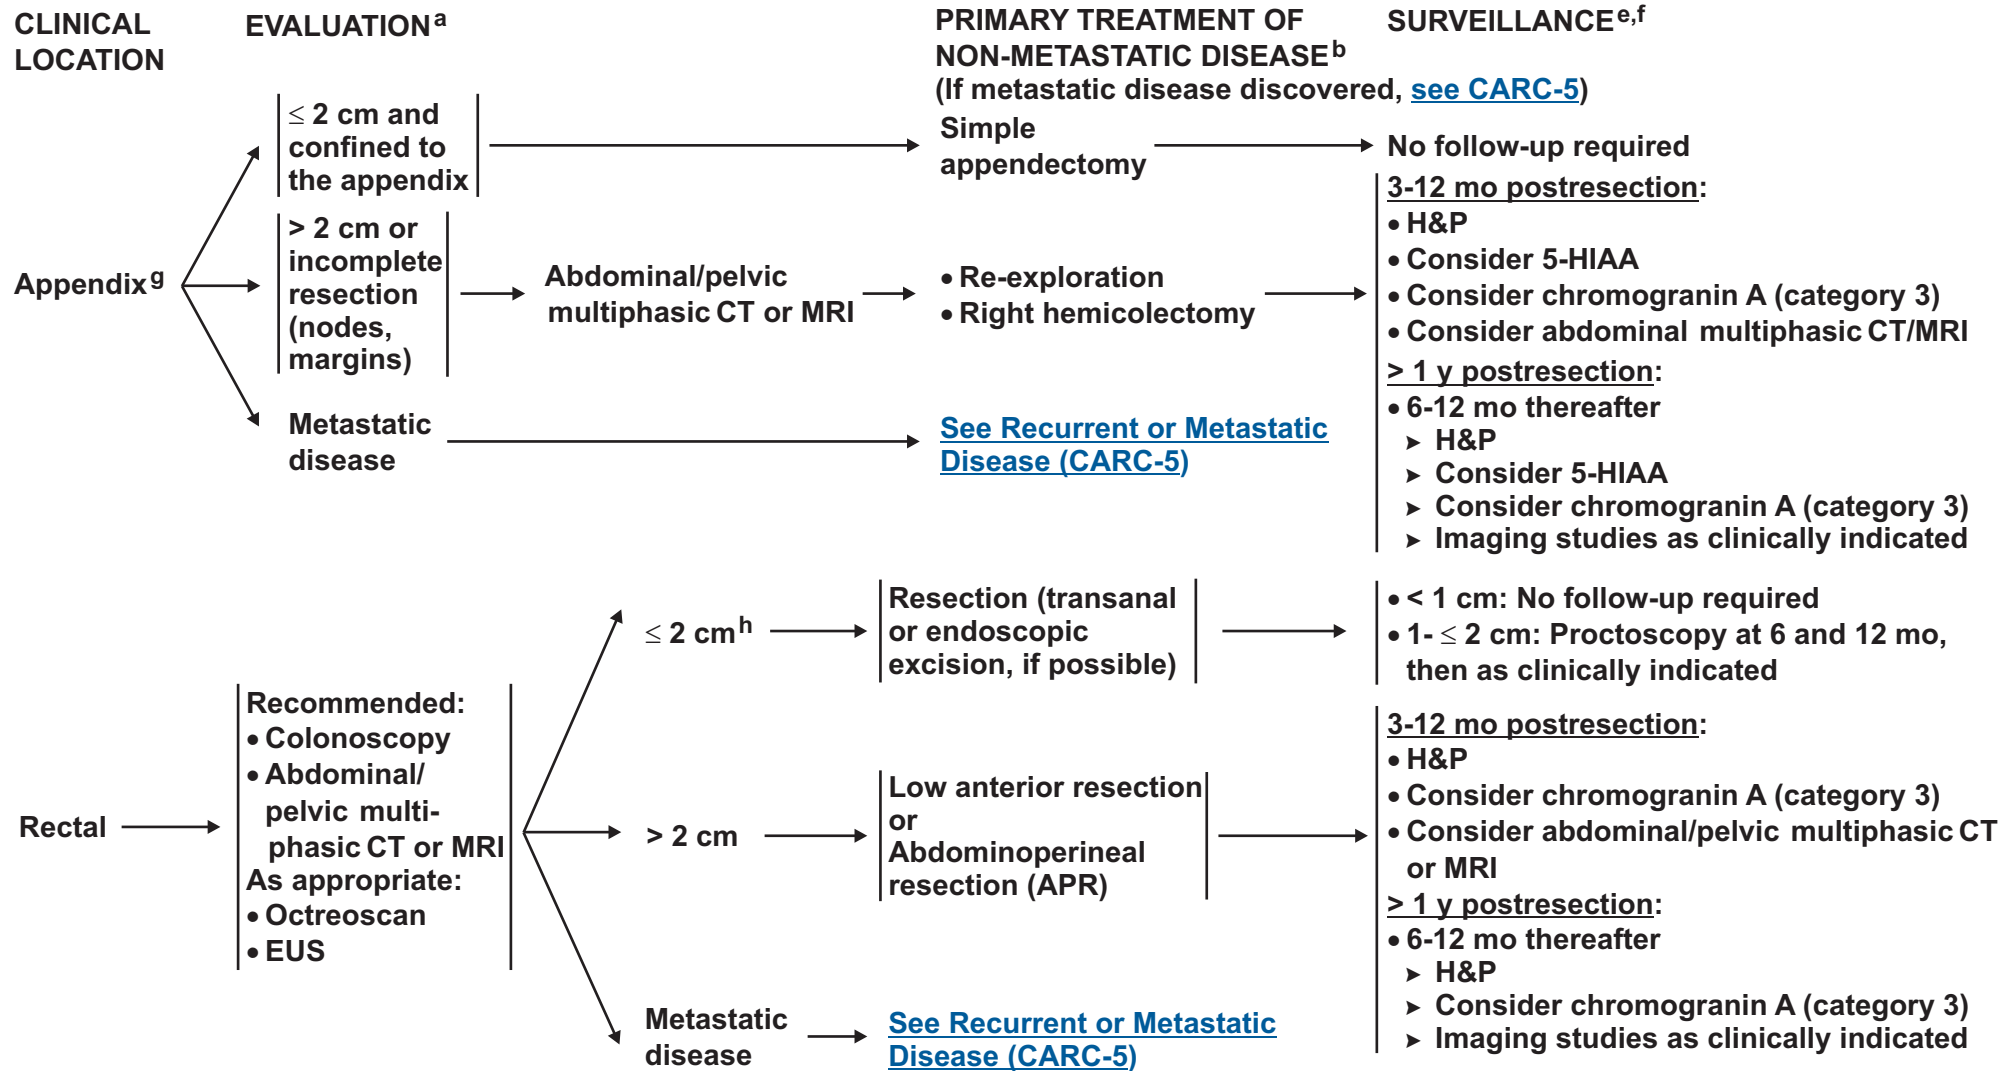 CLINICAL
LOCATION
EVALUATION a
PRIMARY TREATMENT OF
NON-METASTATIC DISEASE b
(If metastatic disease discovered, see CARC-5)
SURVEILLANCE e,f
Appendix g
≤ 2 cm and
confined to
the appendix
Simple
appendectomy
No follow-up required
> 2 cm or
incomplete
resection
(nodes,
margins)
Abdominal/pelvic
multiphasic CT or MRI
• Re-exploration
• Right hemicolectomy
3-12 mo postresection:
• H&P
• Consider 5-HIAA
• Consider chromogranin A (category 3)
• Consider abdominal multiphasic CT/MRI
> 1 y postresection:
• 6-12 mo thereafter
➤ H&P
➤ Consider 5-HIAA
➤ Consider chromogranin A (category 3)
➤ Imaging studies as clinically indicated
Metastatic
disease
See Recurrent or Metastatic
Disease (CARC-5)
Rectal
Recommended:
• Colonoscopy
• Abdominal/
pelvic multi-
phasic CT or MRI
As appropriate:
• Octreoscan
• EUS
≤ 2 cm h
Resection (transanal
or endoscopic
excision, if possible)
• < 1 cm: No follow-up required
• 1- ≤ 2 cm: Proctoscopy at 6 and 12 mo,
then as clinically indicated
> 2 cm
Low anterior resection
or
Abdominoperineal
resection (APR)
3-12 mo postresection:
• H&P
• Consider chromogranin A (category 3)
• Consider abdominal/pelvic multiphasic CT
or MRI
> 1 y postresection:
• 6-12 mo thereafter
➤ H&P
➤ Consider chromogranin A (category 3)
➤ Imaging studies as clinically indicated
Metastatic
disease
See Recurrent or Metastatic
Disease (CARC-5)